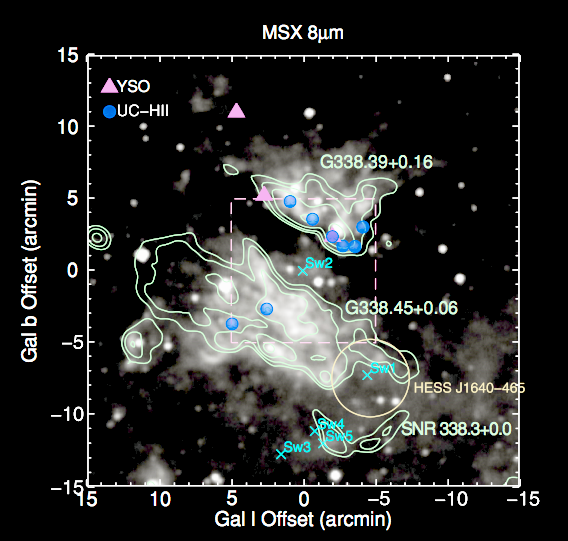 MSX 8μm
15
YSO
UC-HII
10
G338.39+0.16
5
Sw2
0
G338.45+0.06
-5
Sw1
HESS J1640-465
-10
Sw4
SNR 338.3+0.0
Sw5
Sw3
-15
15 10 5 0 -5 -10 -15
Gal l Offset (arcmin)
Gal b Offset (arcmin)